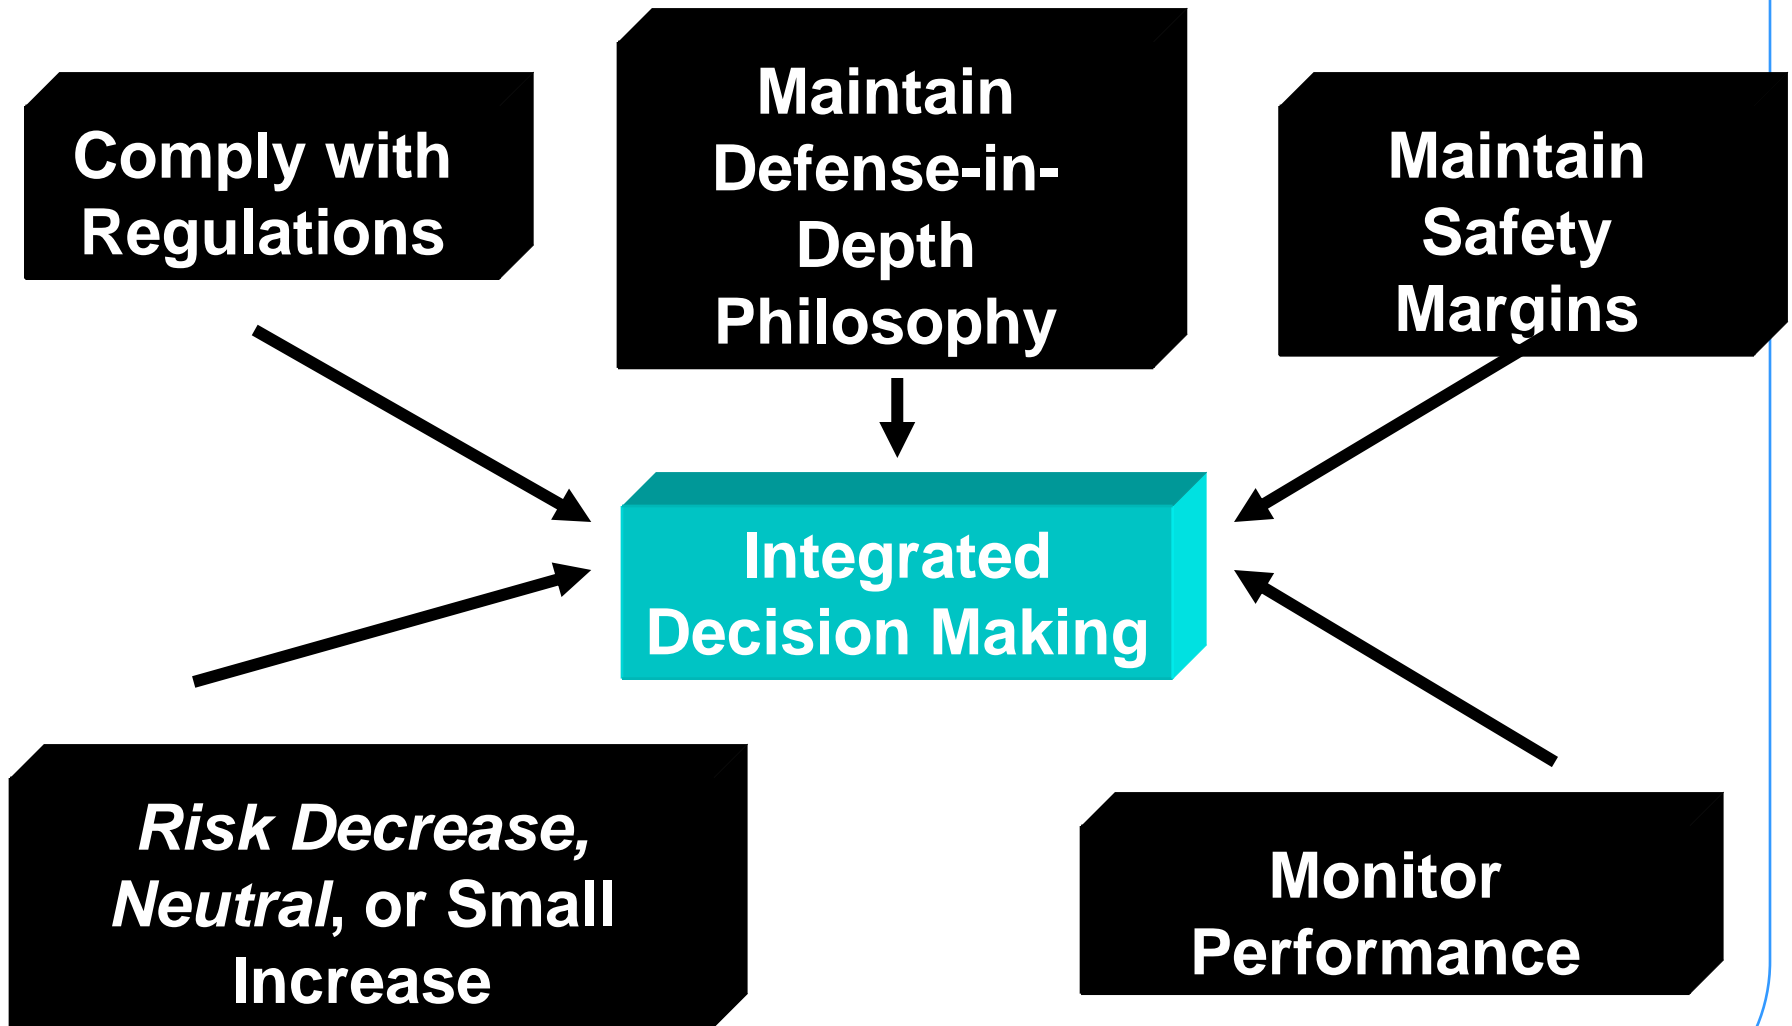 Comply with
Regulations
Maintain
Defense-in-
Depth
Philosophy
Maintain
Safety
Margins
Integrated
Decision Making
Risk Decrease,
Neutral, or Small
Increase
Monitor
Performance